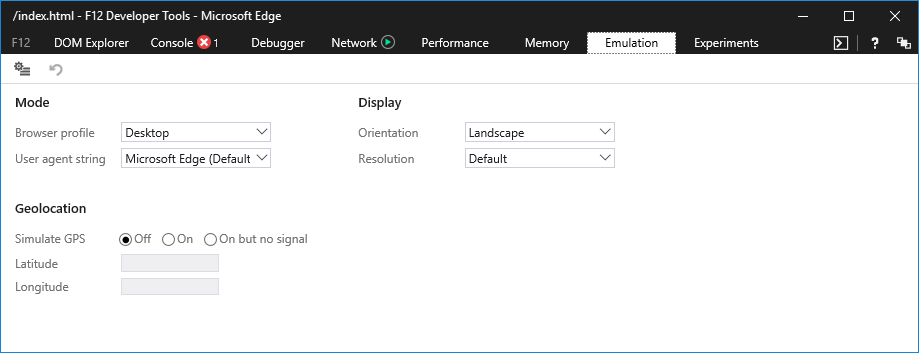 /index.html - F12 Developer Tools - Microsoft Edge
F12 DOM Explorer Console 1 Debugger Network Performance Memory Emulation Experiments ?
Mode Display
Browser profile Desktop Orientation Landscape
User agent string Microsoft Edge (Default Resolution Default
Geolocation
Simulate GPS Off On On but no signal
Latitude
Longitude